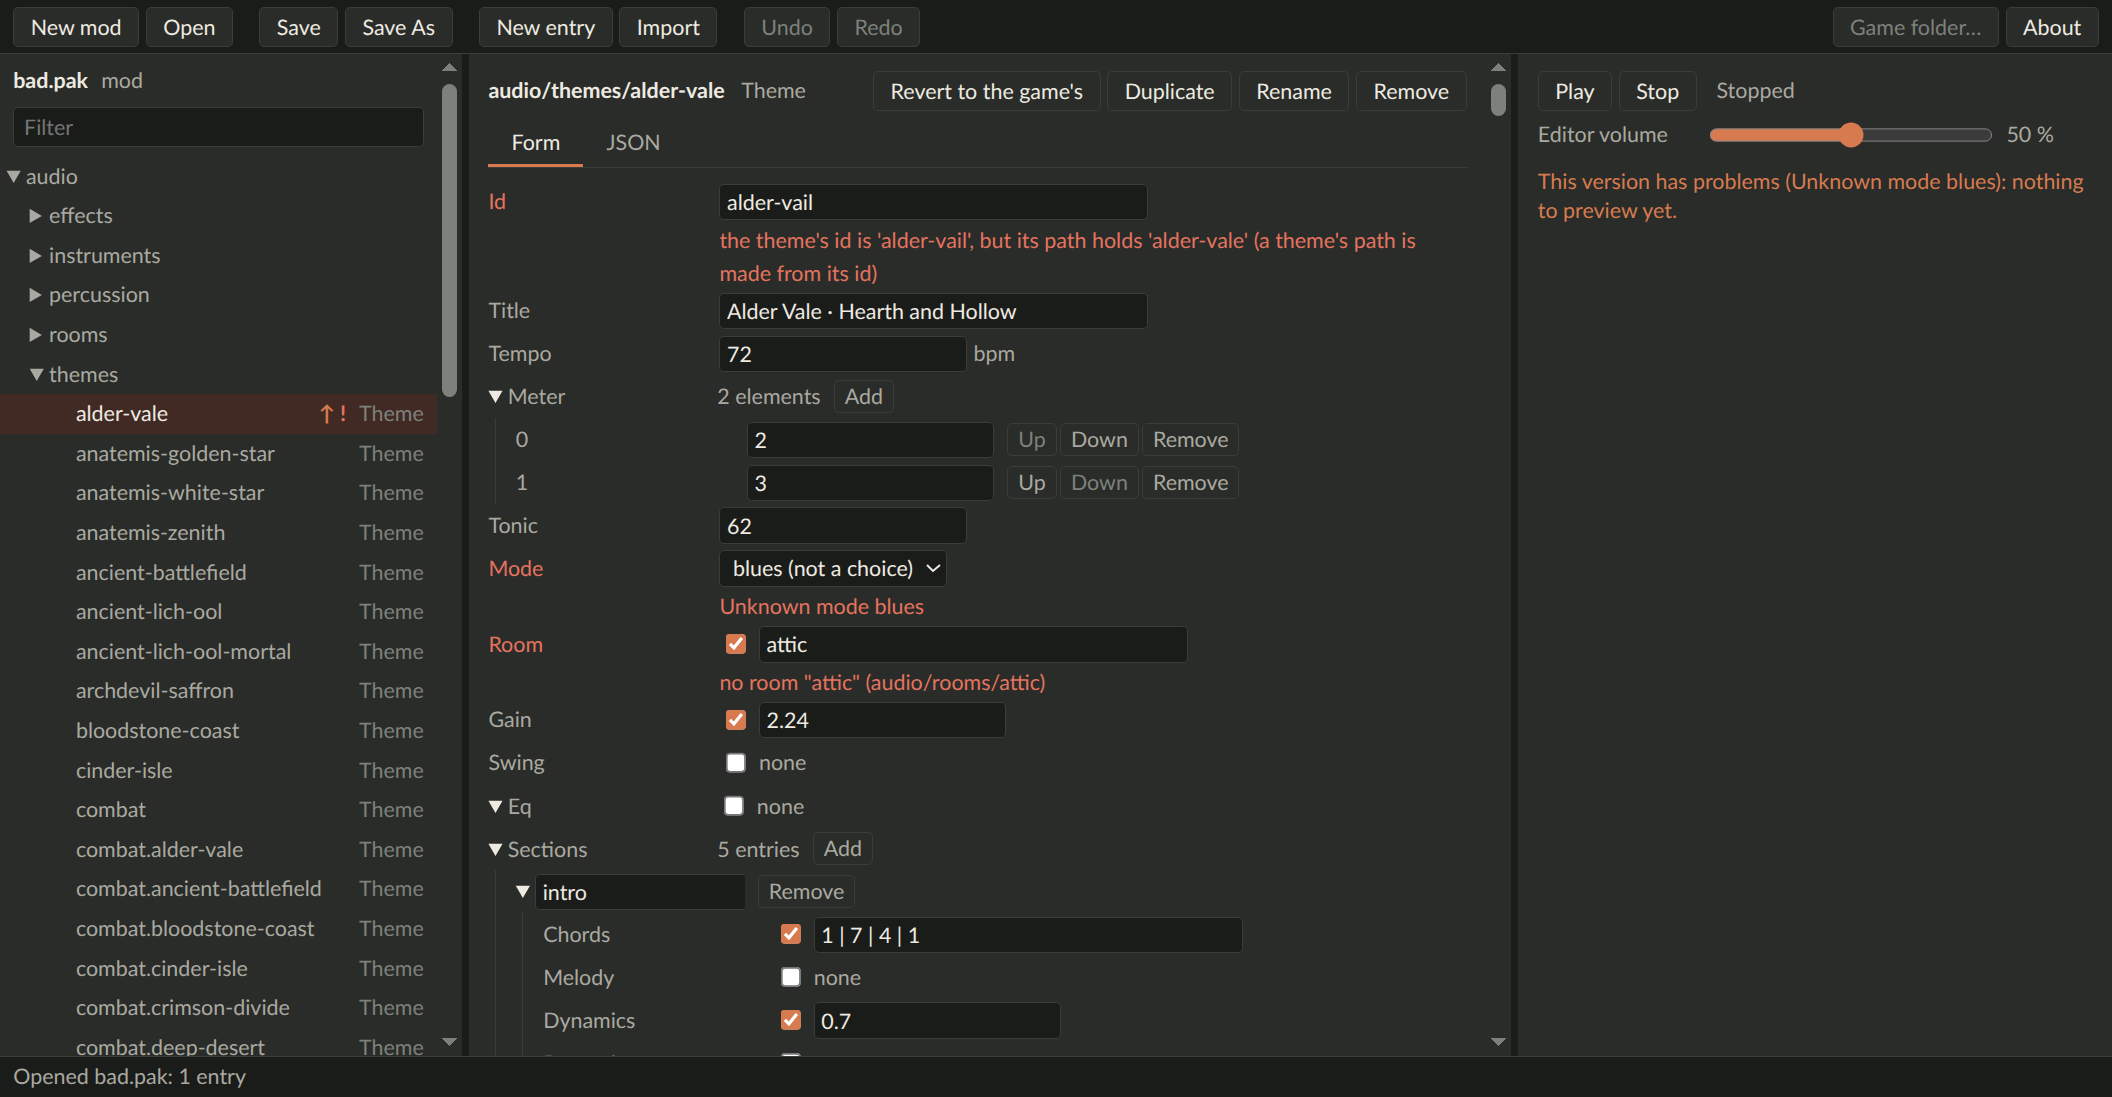 New mod Open Save Save As New entry Import Undo Redo Game folder... About
bad.pak mod
Filter
audio
effects
instruments
percussion
rooms
themes
alder-vale ↑ ! Theme
anatemis-golden-star Theme
anatemis-white-star Theme
anatemis-zenith Theme
ancient-battlefield Theme
ancient-lich-ool Theme
ancient-lich-ool-mortal Theme
archdevil-saffron Theme
bloodstone-coast Theme
cinder-isle Theme
combat Theme
combat.alder-vale Theme
combat.ancient-battlefield Theme
combat.bloodstone-coast Theme
combat.cinder-isle Theme
combat.crimson-divide Theme
combat.deep-desert Theme
audio/themes/alder-vale Theme Revert to the game's Duplicate Rename Remove
Form JSON
Id alder-vail
the theme's id is 'alder-vail', but its path holds 'alder-vale' (a theme's path is
made from its id)
Title Alder Vale · Hearth and Hollow
Tempo 72 bpm
Meter 2 elements Add
0 2 Up Down Remove
1 3 Up Down Remove
Tonic 62
Mode blues (not a choice)
Unknown mode blues
Room attic
no room "attic" (audio/rooms/attic)
Gain 2.24
Swing none
Eq none
Sections 5 entries Add
intro Remove
Chords 1 | 7 | 4 | 1
Melody none
Dynamics 0.7
Play Stop Stopped
Editor volume 50 %
This version has problems (Unknown mode blues): nothing
to preview yet.
Opened bad.pak: 1 entry